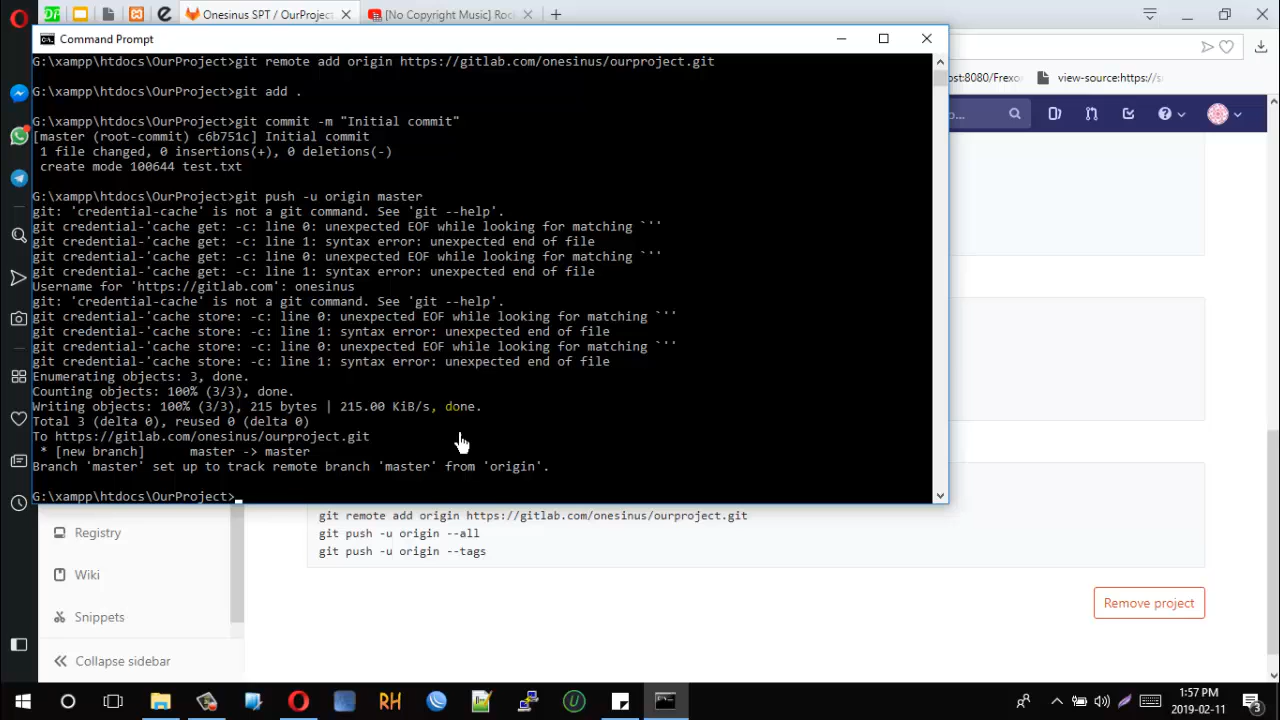 Onesinus SPT / OurProject
[No Copyright Music] Roc
Command Prompt
G:\xampp\htdocs\OurProject>git remote add origin https://gitlab.com/onesinus/ourproject.git
ost:8080/Frexo
view-source:https://s
G:\xampp\htdocs\OurProject>git add .
G:\xampp\htdocs\OurProject>git commit -m "Initial commit"
[master (root-commit) c6b751c] Initial commit
1 file changed, 0 insertions(+), 0 deletions(-)
create mode 100644 test.txt
G:\xampp\htdocs\OurProject>git push -u origin master
git: 'credential-cache' is not a git command. See 'git --help'.
git credential-'cache get: -c: line 0: unexpected EOF while looking for matching `''
git credential-'cache get: -c: line 1: syntax error: unexpected end of file
git credential-'cache get: -c: line 0: unexpected EOF while looking for matching `''
git credential-'cache get: -c: line 1: syntax error: unexpected end of file
Username for 'https://gitlab.com': onesinus
git: 'credential-cache' is not a git command. See 'git --help'.
git credential-'cache store: -c: line 0: unexpected EOF while looking for matching `''
git credential-'cache store: -c: line 1: syntax error: unexpected end of file
git credential-'cache store: -c: line 0: unexpected EOF while looking for matching `''
git credential-'cache store: -c: line 1: syntax error: unexpected end of file
Enumerating objects: 3, done.
Counting objects: 100% (3/3), done.
Writing objects: 100% (3/3), 215 bytes | 215.00 KiB/s, done.
Total 3 (delta 0), reused 0 (delta 0)
To https://gitlab.com/onesinus/ourproject.git
* [new branch] master -> master
Branch 'master' set up to track remote branch 'master' from 'origin'.
G:\xampp\htdocs\OurProject>
git remote add origin https://gitlab.com/onesinus/ourproject.git
git push -u origin --all
git push -u origin --tags
Registry
Wiki
Snippets
Collapse sidebar
Remove project
RH
1:57 PM
2019-02-11
3